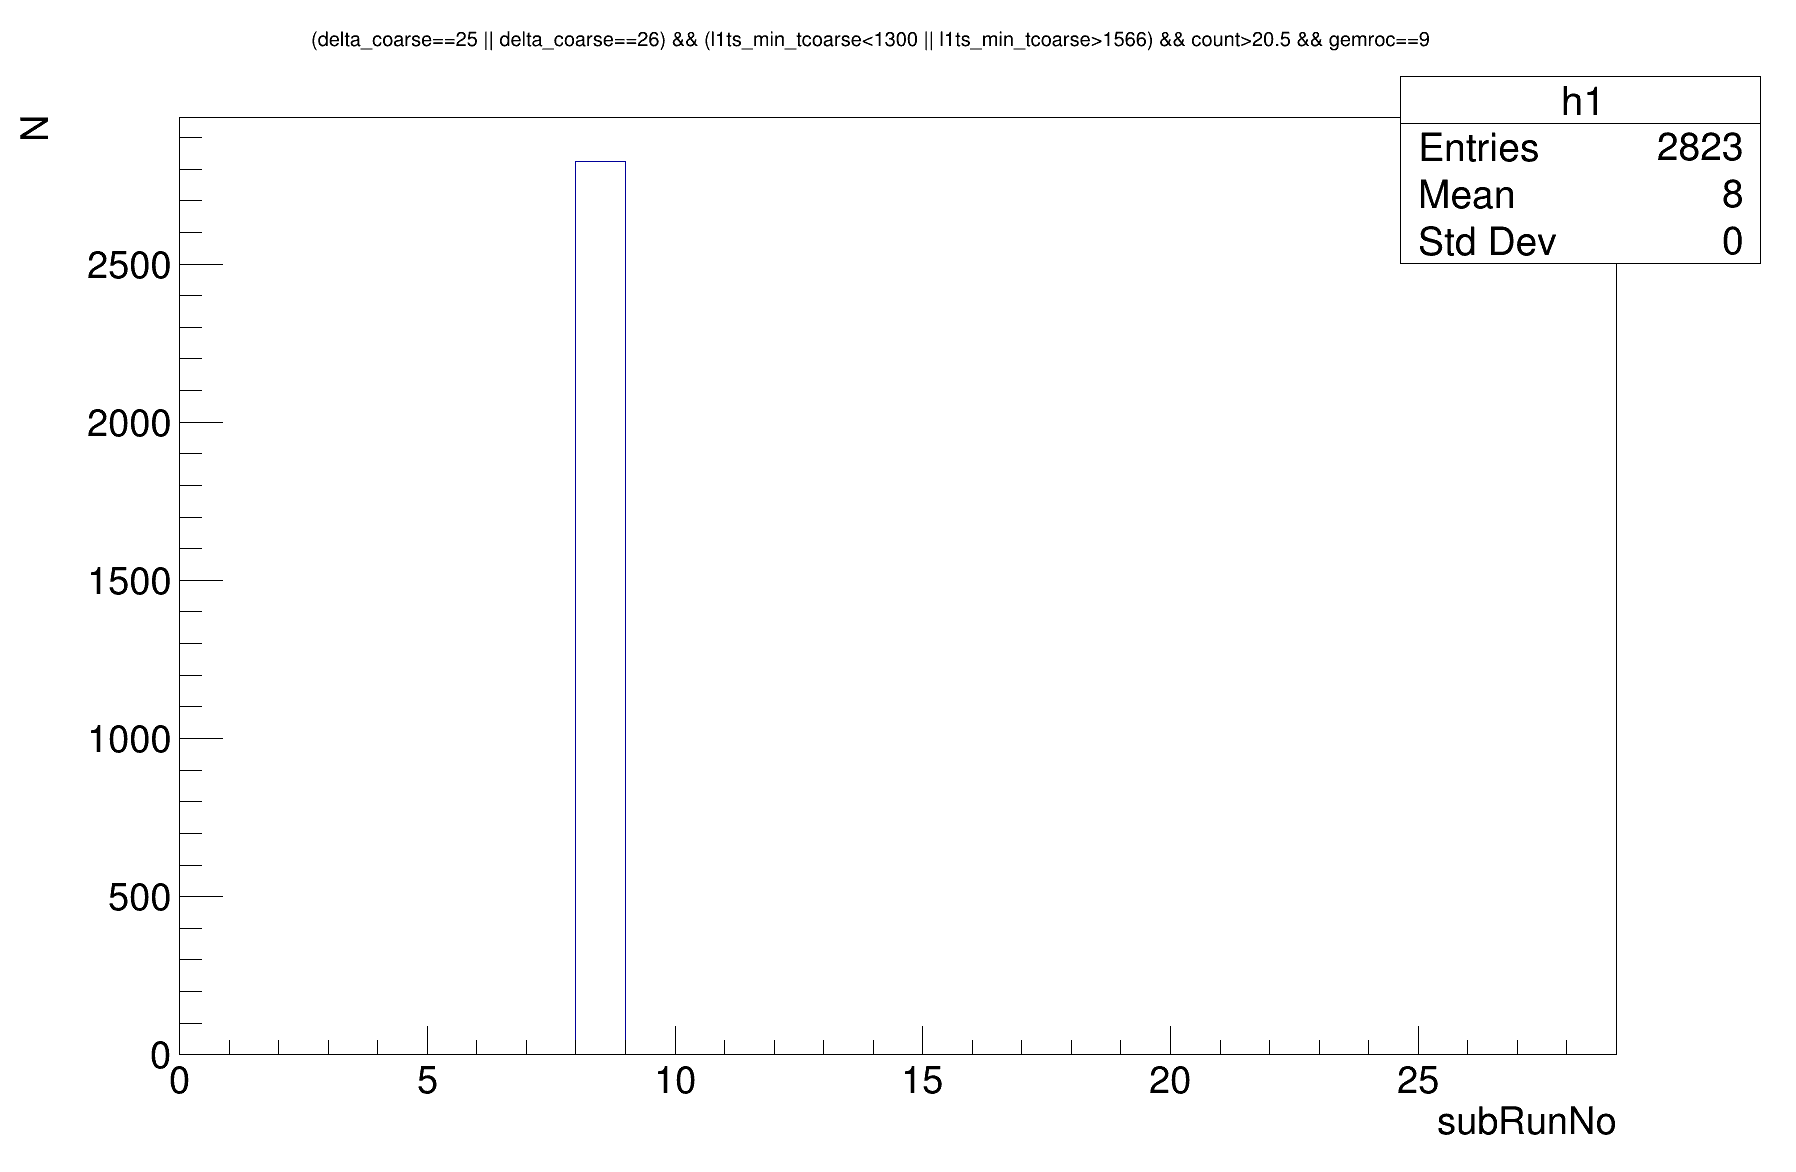 (delta_coarse==25 || delta_coarse==26) && (l1ts_min_tcoarse<1300 || l1ts_min_tcoarse>1566) && count>20.5 && gemroc==9
h1
Entries 2823
Mean 8
Std Dev 0
N
2500
2000
1500
1000
500
0
0 5 10 15 20 25
subRunNo